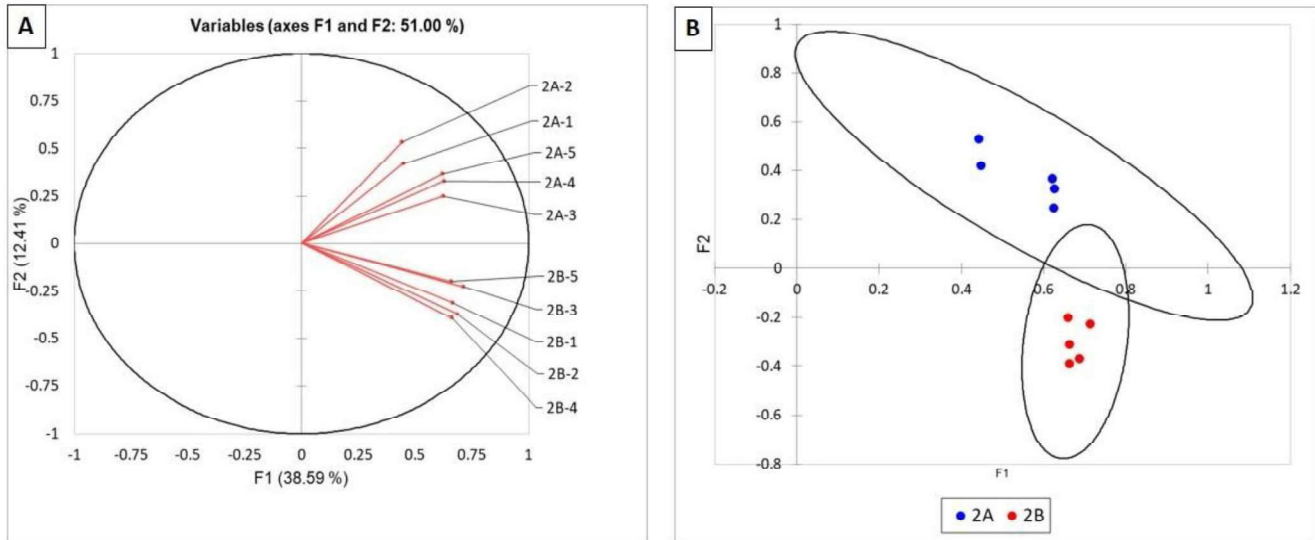 A
Variables (axes F1 and F2: 51.00 %)
1
0.75
0.5
0.25
0
-0.25
-0.5
-0.75
-1
F2 (12.41 %)
2A-2
2A-1
2A-5
2A-4
2A-3
2B-5
2B-3
2B-1
2B-2
2B-4
-1 -0.75 -0.5 -0.25 0 0.25 0.5 0.75 1
F1 (38.59 %)
B
1
0.8
0.6
0.4
0.2
0
-0.2
-0.4
-0.6
-0.8
F2
-0.2 0 0.2 0.4 0.6 0.8 1 1.2
F1
2A 2B